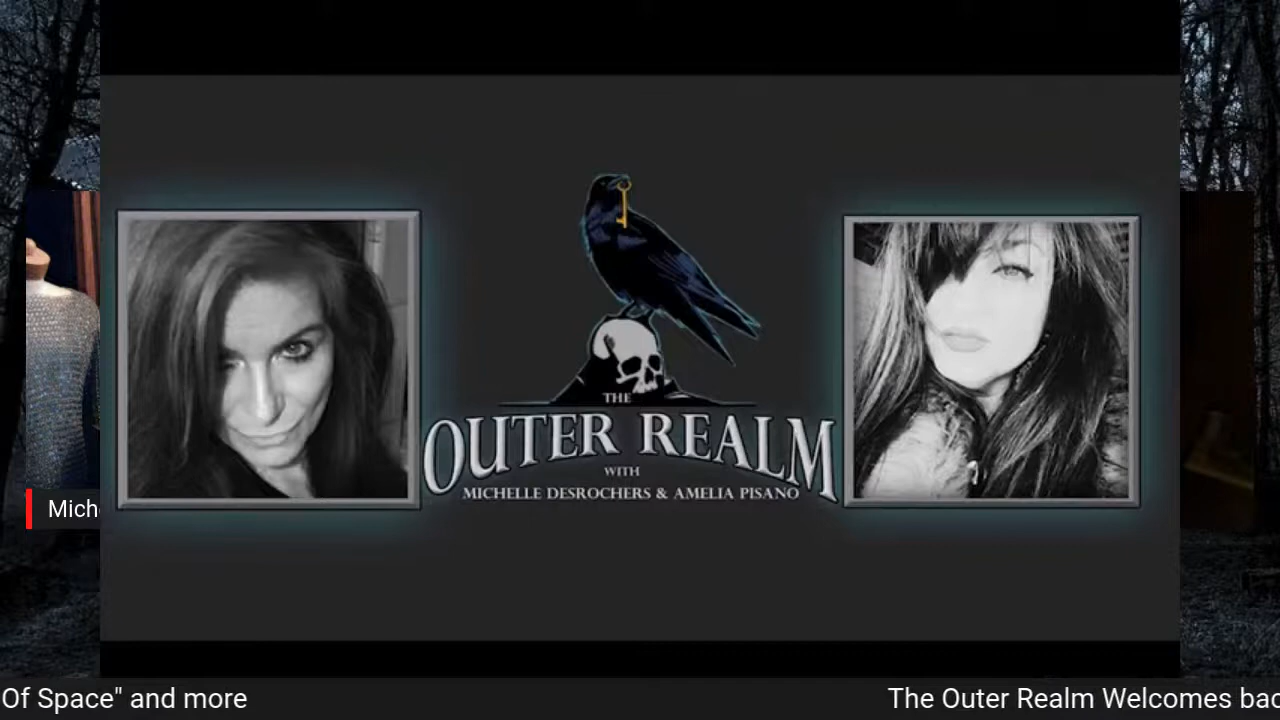 THE
OUTER REALM
WITH
MICHELLE DESROCHERS & AMELIA PISANO
Mich
Of Space" and more
The Outer Realm Welcomes bac